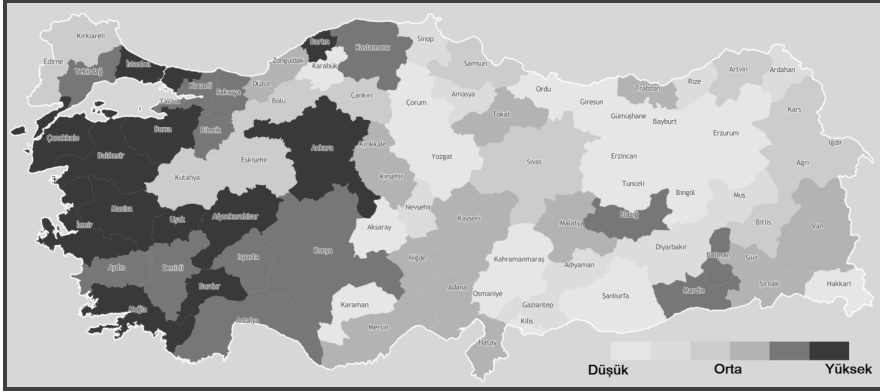 Kırklareli
Edirne
Tekirdağ
İstanbul
Kocaeli
Yalova
Sakarya
Düzce
Zonguldak
Bartın
Karabük
Kastamonu
Sinop
Samsun
Ordu
Giresun
Trabzon
Rize
Artvin
Ardahan
Kars
Iğdır
Ağrı
Çanakkale
Balıkesir
Bursa
Bilecik
Bolu
Çankırı
Çorum
Amasya
Tokat
Gümüşhane
Bayburt
Erzurum
Kutahya
Eskişehir
Ankara
Kırıkkale
Yozgat
Sivas
Erzincan
Tunceli
Bingöl
Muş
Manisa
İzmir
Uşak
Afyonkarahisar
Kırşehir
Nevşehir
Aksaray
Kayseri
Malatya
Elazığ
Diyarbakır
Bitlis
Van
Aydın
Denizli
Isparta
Konya
Niğde
Kahramanmaraş
Adıyaman
Batman
Siirt
Şırnak
Hakkari
Muğla
Burdur
Antalya
Karaman
Mersin
Adana
Osmaniye
Gaziantep
Kilis
Şanlıurfa
Mardin
Hatay
Düşük Orta Yüksek